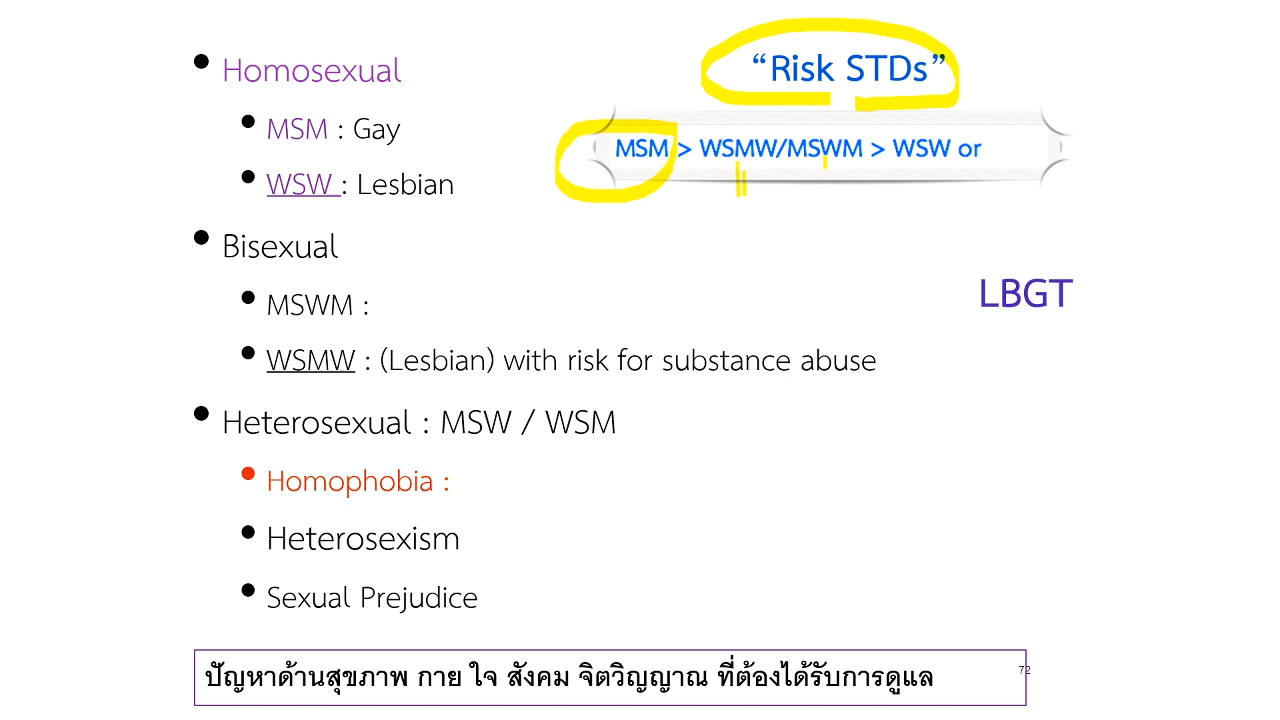 • Homosexual
• MSM : Gay
• WSW : Lesbian
• Bisexual
• MSWM :
• WSMW : (Lesbian) with risk for substance abuse
• Heterosexual : MSW / WSM
• Homophobia :
• Heterosexism
• Sexual Prejudice
“Risk STDs”
MSM > WSMW/MSWM > WSW or
LBGT
ปัญหาด้านสุขภาพ กาย ใจ สังคม จิตวิญญาณ ที่ต้องได้รับการดูแล
72